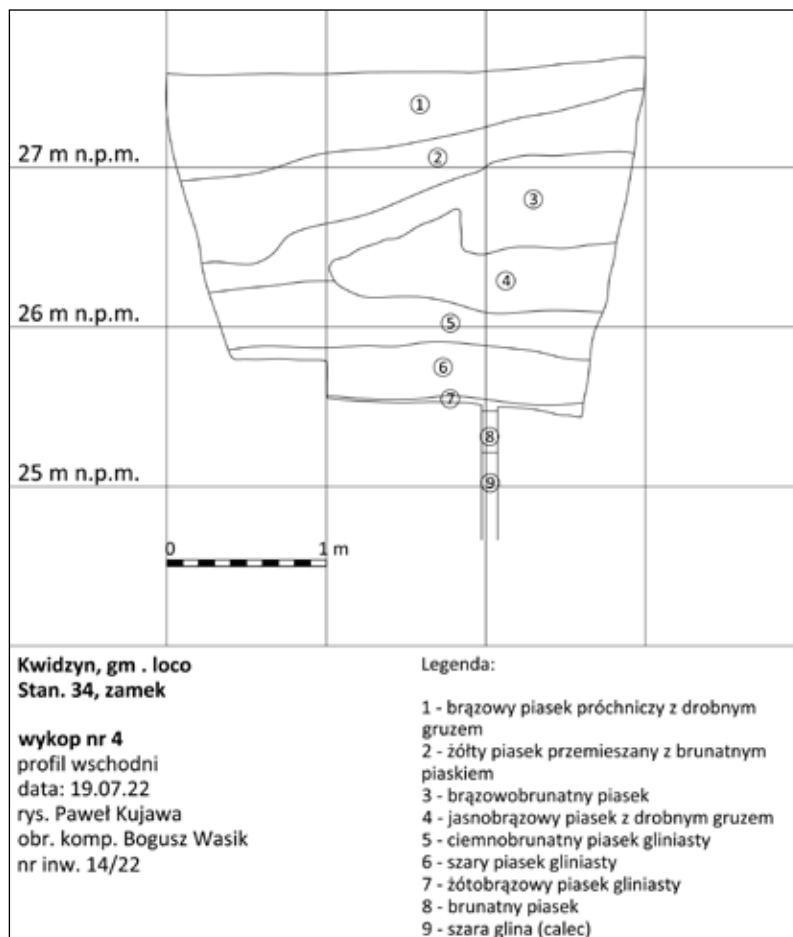 ①
27 m n.p.m.
②
③
④
26 m n.p.m.
⑤
⑥
⑦
⑧
25 m n.p.m.
⑨
0 1 m
Kwidzyn, gm . loco
Stan. 34, zamek
wykop nr 4
profil wschodni
data: 19.07.22
rys. Paweł Kujawa
obr. komp. Bogusz Wasik
nr inw. 14/22
Legenda:
1 - brązowy piasek próchniczy z drobnym
gruzem
2 - żółty piasek przemieszany z brunatnym
piaskiem
3 - brązowobrunatny piasek
4 - jasnobrązowy piasek z drobnym gruzem
5 - ciemnobrunatny piasek gliniasty
6 - szary piasek gliniasty
7 - żótobrązowy piasek gliniasty
8 - brunatny piasek
9 - szara glina (calec)